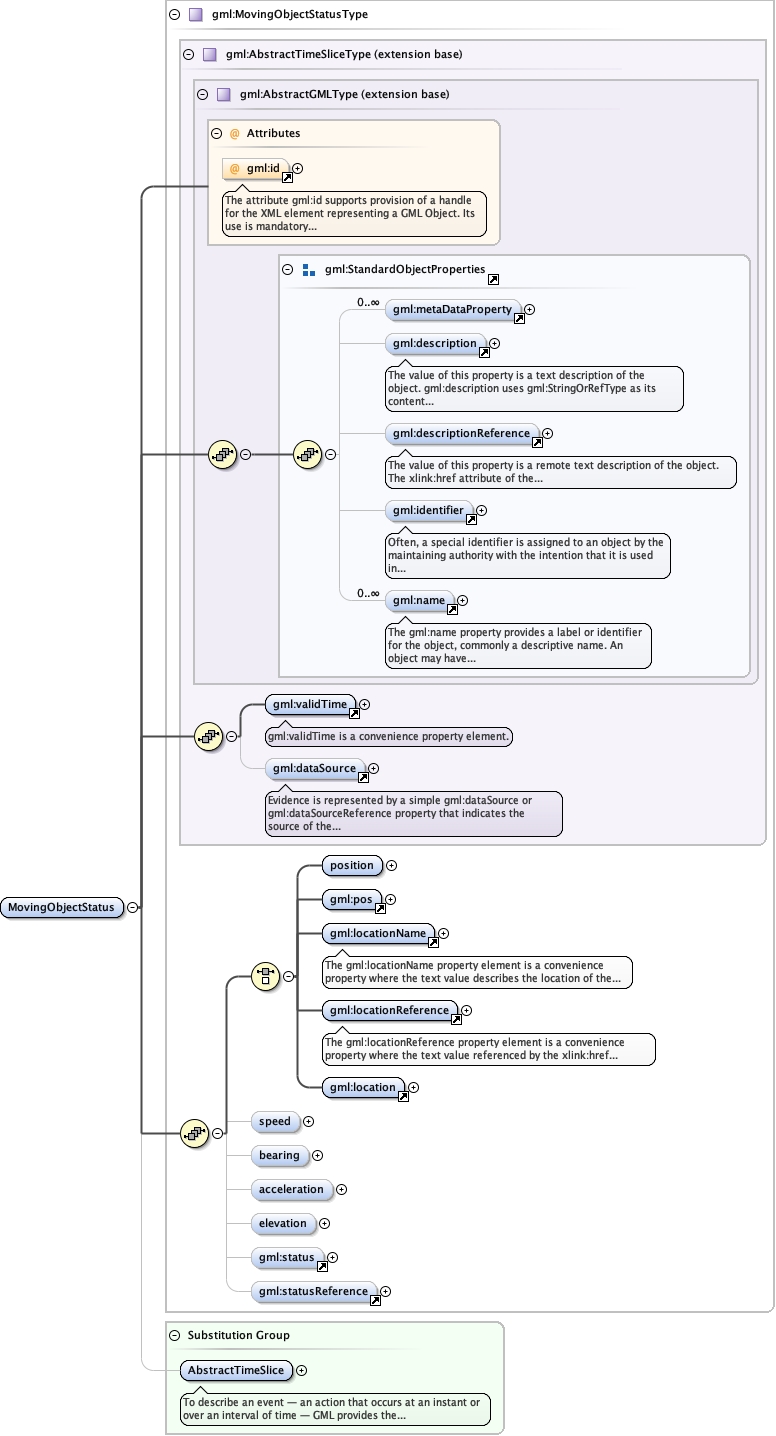 gml:MovingObjectStatusType
gml:AbstractTimeSliceType (extension base)
gml:AbstractGMLType (extension base)
@ Attributes
@ gml:id
The attribute gml:id supports provision of a handle
for the XML element representing a GML Object. Its
use is mandatory...
gml:StandardObjectProperties
0..∞
gml:metaDataProperty
gml:description
The value of this property is a text description of the
object. gml:description uses gml:StringOrRefType as its
content...
gml:descriptionReference
The value of this property is a remote text description of the object.
The xlink:href attribute of the...
gml:identifier
Often, a special identifier is assigned to an object by the
maintaining authority with the intention that it is used
in...
0..∞
gml:name
The gml:name property provides a label or identifier
for the object, commonly a descriptive name. An
object may have...
gml:validTime
gml:validTime is a convenience property element.
gml:dataSource
Evidence is represented by a simple gml:dataSource or
gml:dataSourceReference property that indicates the
source of the...
MovingObjectStatus
position
gml:pos
gml:locationName
The gml:locationName property element is a convenience
property where the text value describes the location of the...
gml:locationReference
The gml:locationReference property element is a convenience
property where the text value referenced by the xlink:href...
gml:location
speed
bearing
acceleration
elevation
gml:status
gml:statusReference
Substitution Group
AbstractTimeSlice
To describe an event — an action that occurs at an instant or
over an interval of time — GML provides the...